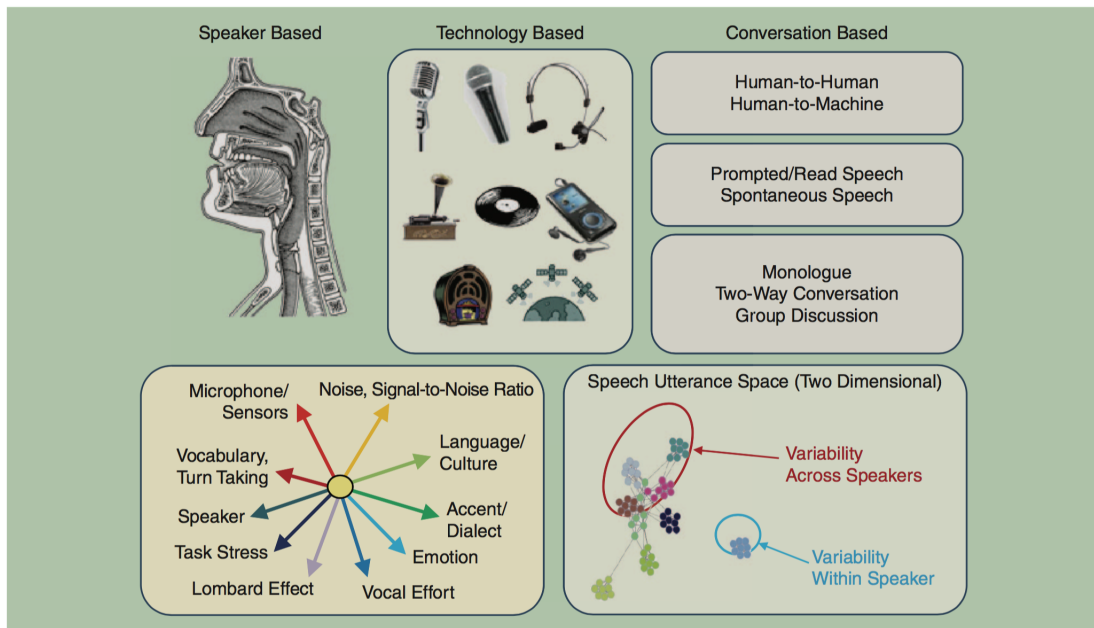 Speaker Based
Technology Based
Conversation Based
Human-to-Human
Human-to-Machine
Prompted/Read Speech
Spontaneous Speech
Monologue
Two-Way Conversation
Group Discussion
Microphone/
Sensors
Noise, Signal-to-Noise Ratio
Vocabulary,
Turn Taking
Language/
Culture
Speaker
Accent/
Dialect
Task Stress
Emotion
Lombard Effect
Vocal Effort
Speech Utterance Space (Two Dimensional)
Variability
Across Speakers
Variability
Within Speaker